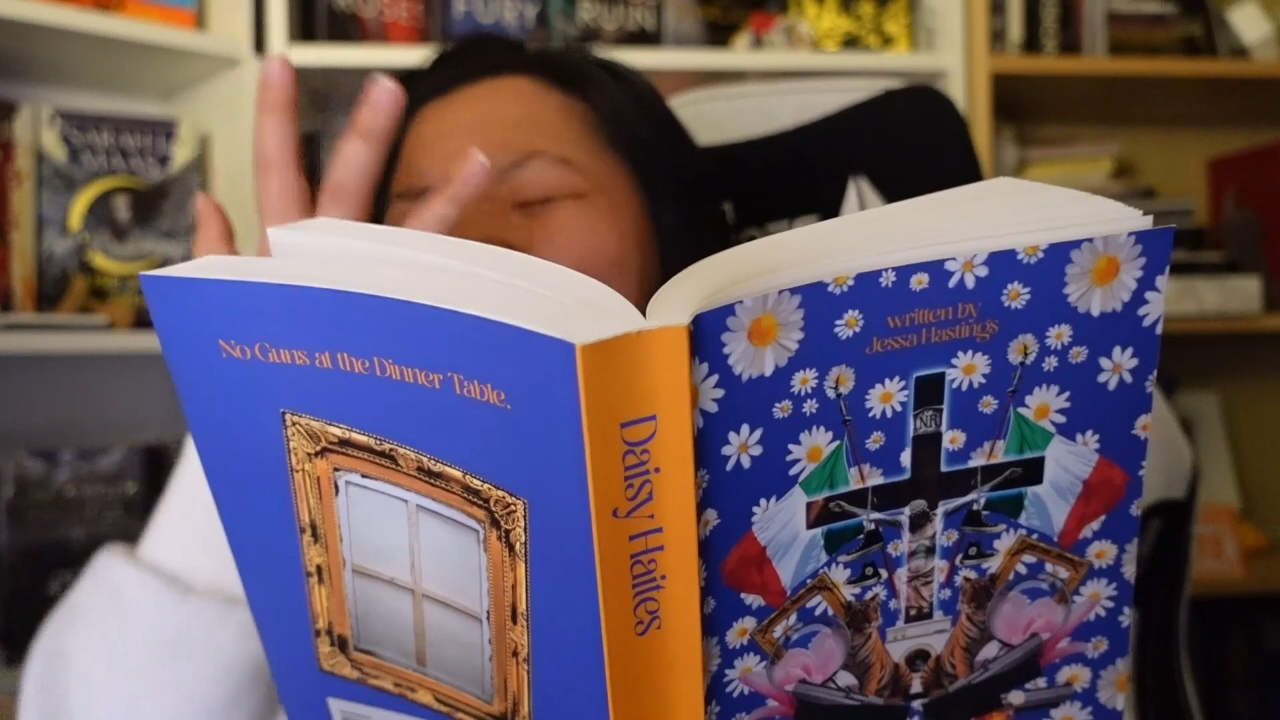 FURY
RUIN
SARAH J.
MAAS
No Guns at the Dinner Table.
Daisy Haites
written by
Jessa Hastings
INRI